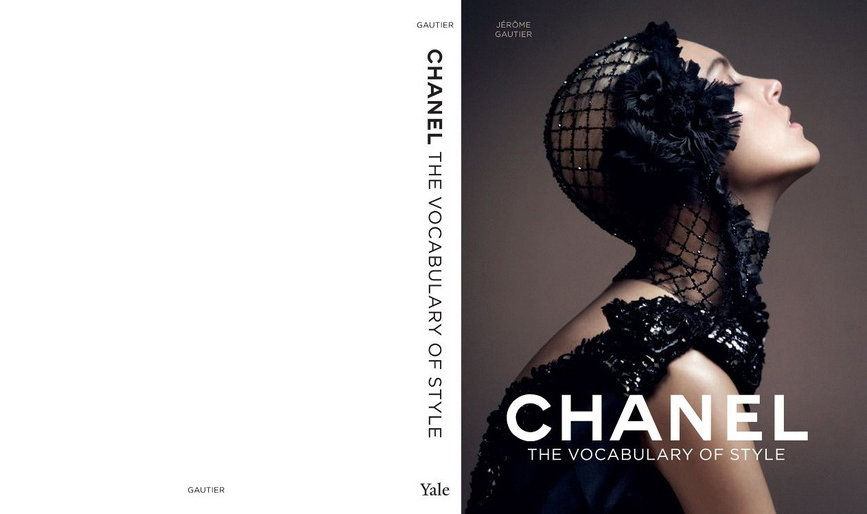 GAUTIER
GAUTIER
CHANEL THE VOCABULARY OF STYLE
Yale
JÉRÔME
GAUTIER
CHANEL
THE VOCABULARY OF STYLE